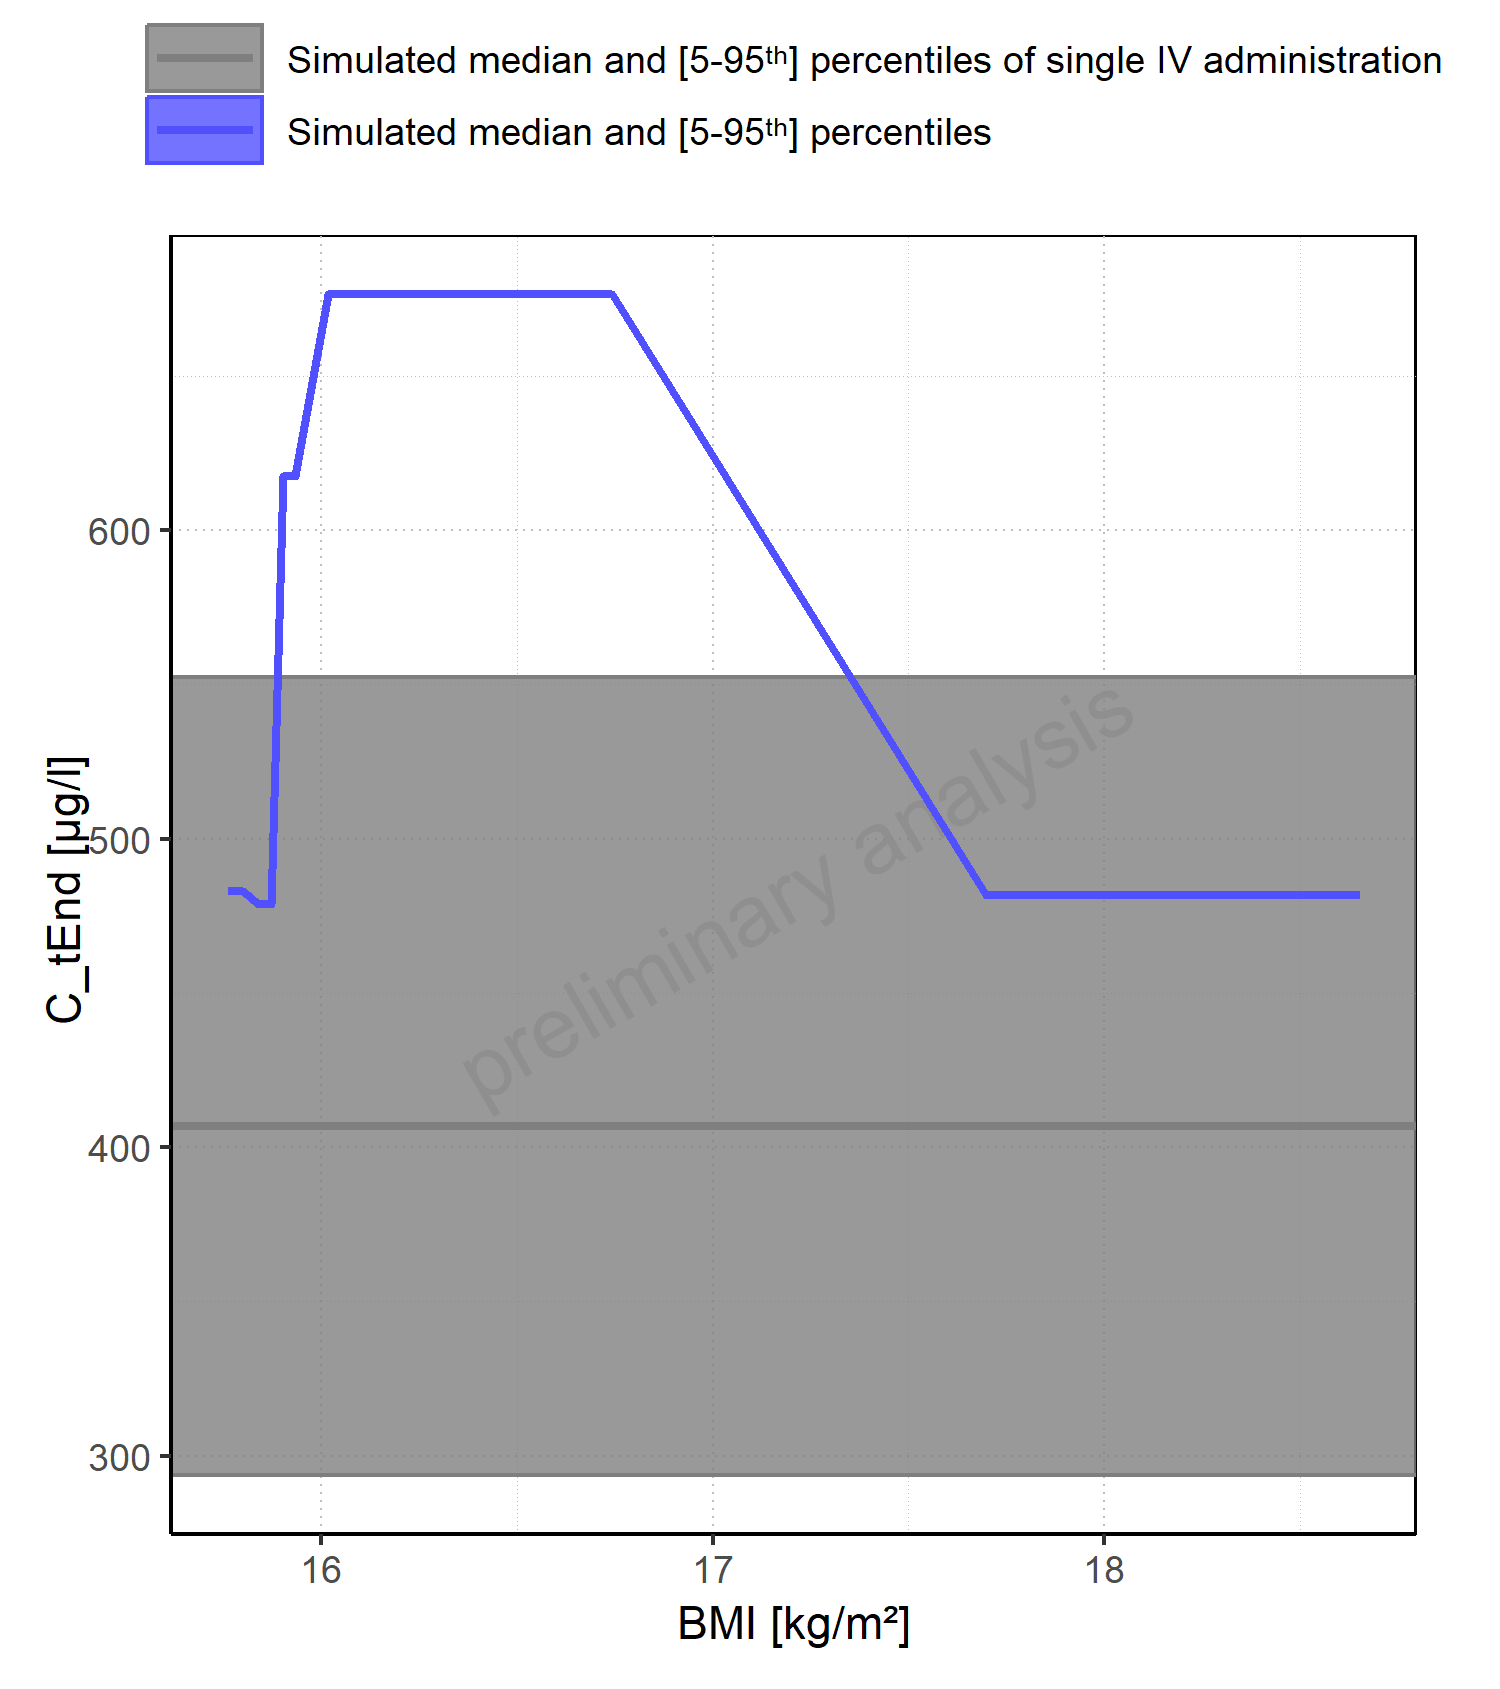 Simulated median and [5-95ᵗʰ] percentiles of single IV administration
Simulated median and [5-95ᵗʰ] percentiles
600
500
400
300
C_tEnd [µg/l]
preliminary analysis
16 17 18
BMI [kg/m²]